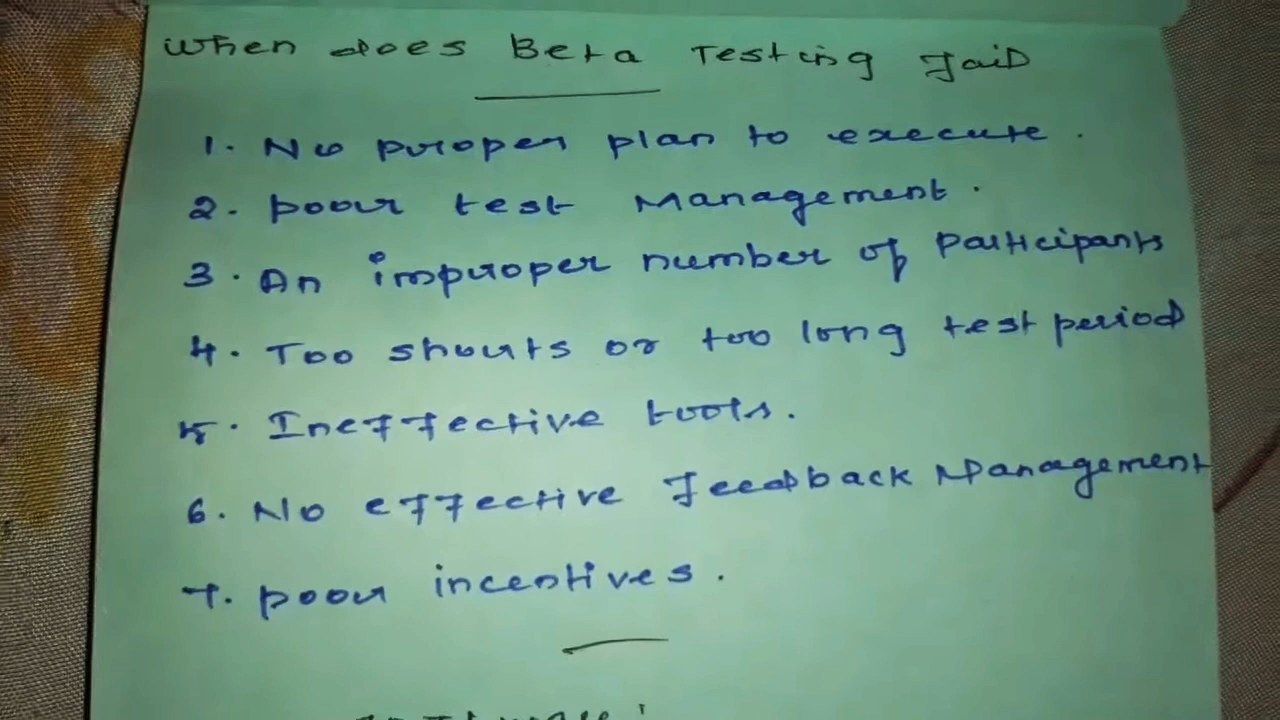 When does Beta Testing Fail
1. No proper plan to execute.
2. poour test Management.
3. An improper number of participants
4. Too shorts or too long test period
5. Ineffective tools.
6. No effective feedback Management
7. poor incentives.